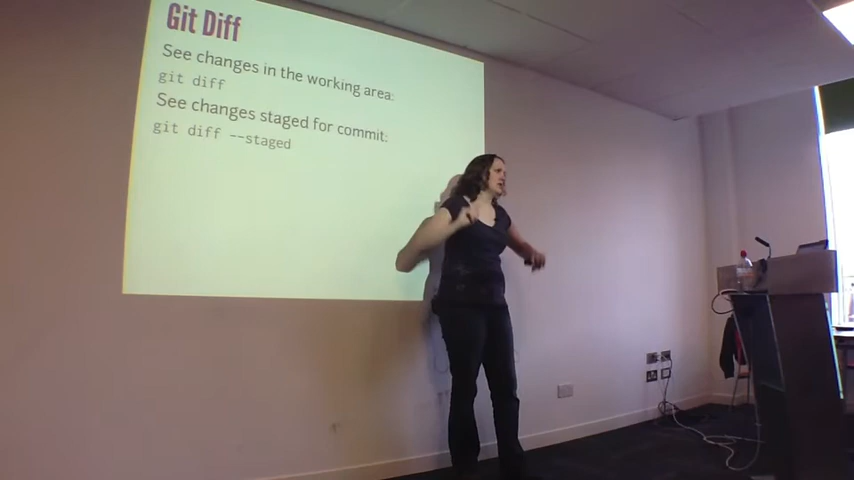 Git Diff
See changes in the working area:
git diff
See changes staged for commit:
git diff --staged